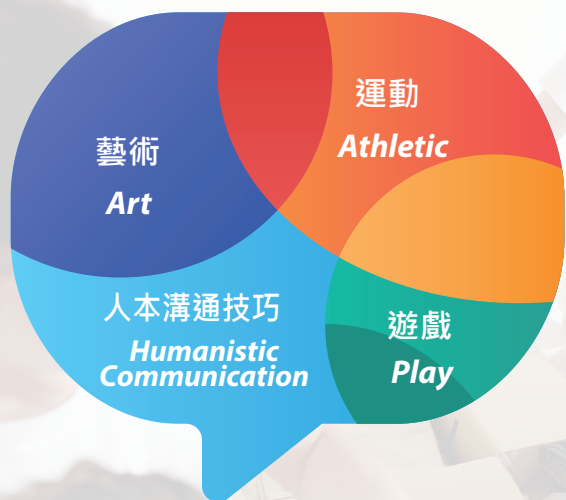 藝術
Art
運動
Athletic
人本溝通技巧
Humanistic
Communication
遊戲
Play